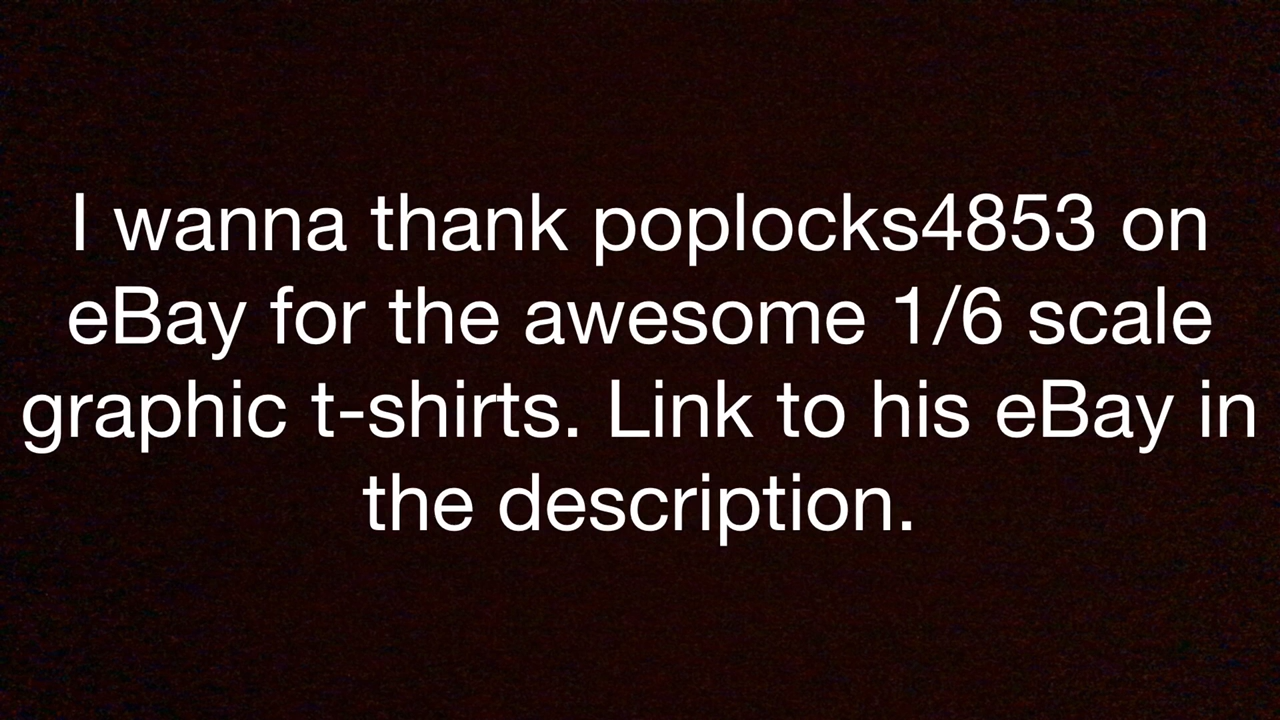 I wanna thank poplocks4853 on
eBay for the awesome 1/6 scale
graphic t-shirts. Link to his eBay in
the description.